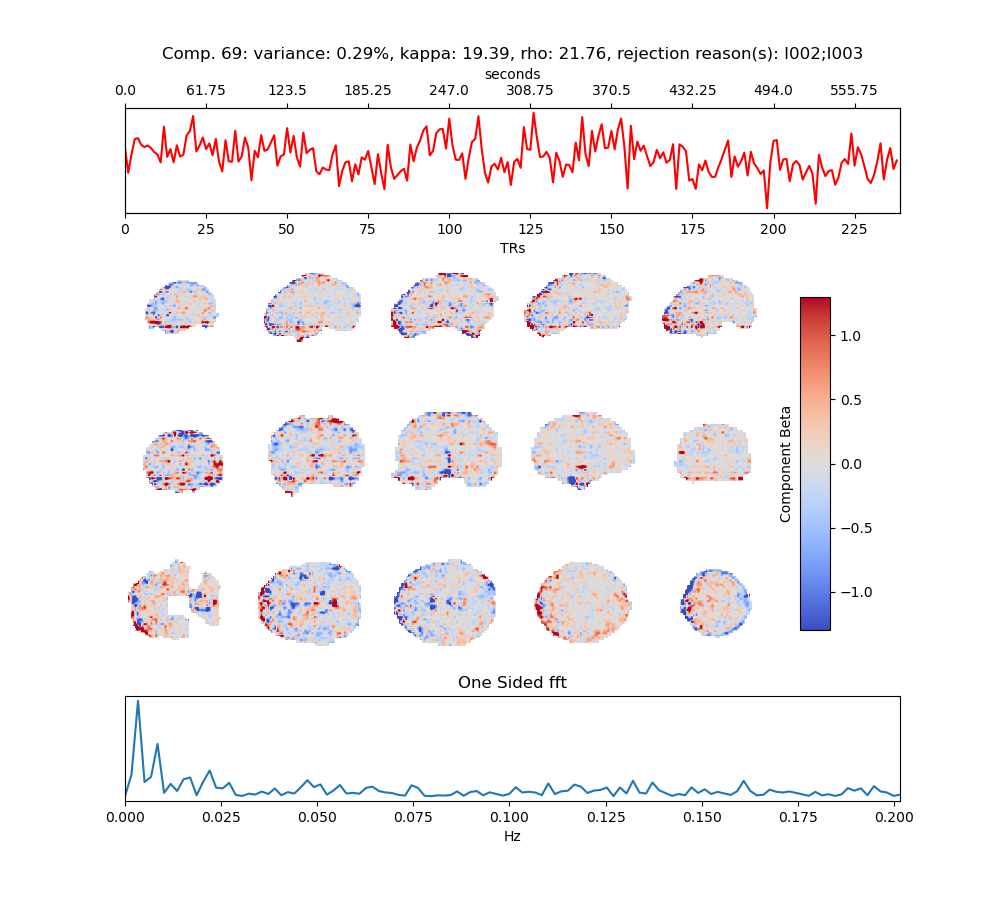 Comp. 69: variance: 0.29%, kappa: 19.39, rho: 21.76, rejection reason(s): I002;I003
seconds
0.0 61.75 123.5 185.25 247.0 308.75 370.5 432.25 494.0 555.75
0 25 50 75 100 125 150 175 200 225
TRs
1.0
0.5
0.0
−0.5
−1.0
Component Beta
One Sided fft
0.000 0.025 0.050 0.075 0.100 0.125 0.150 0.175 0.200
Hz